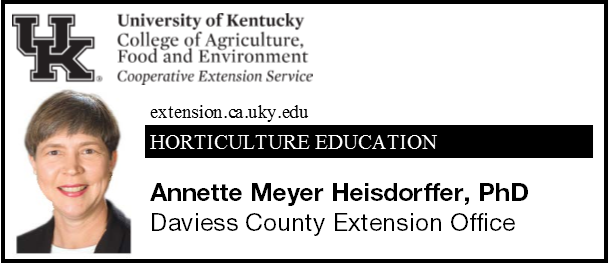 UK
University of Kentucky
College of Agriculture,
Food and Environment
Cooperative Extension Service
extension.ca.uky.edu
HORTICULTURE EDUCATION
Annette Meyer Heisdorffer, PhD
Daviess County Extension Office